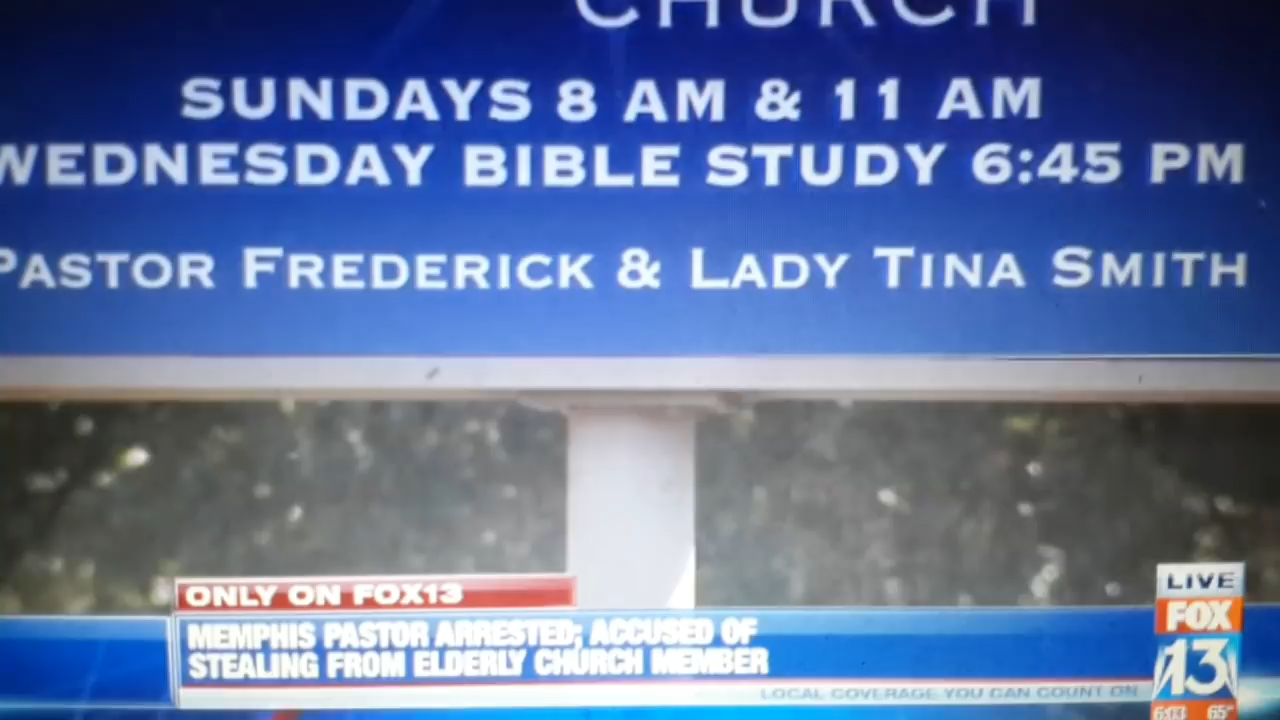 CHURCH
SUNDAYS 8 AM & 11 AM
WEDNESDAY BIBLE STUDY 6:45 PM
PASTOR FREDERICK & LADY TINA SMITH
ONLY ON FOX13
MEMPHIS PASTOR ARRESTED; ACCUSED OF
STEALING FROM ELDERLY CHURCH MEMBER
LOCAL COVERAGE YOU CAN COUNT ON
LIVE
FOX
13
6:03 65°